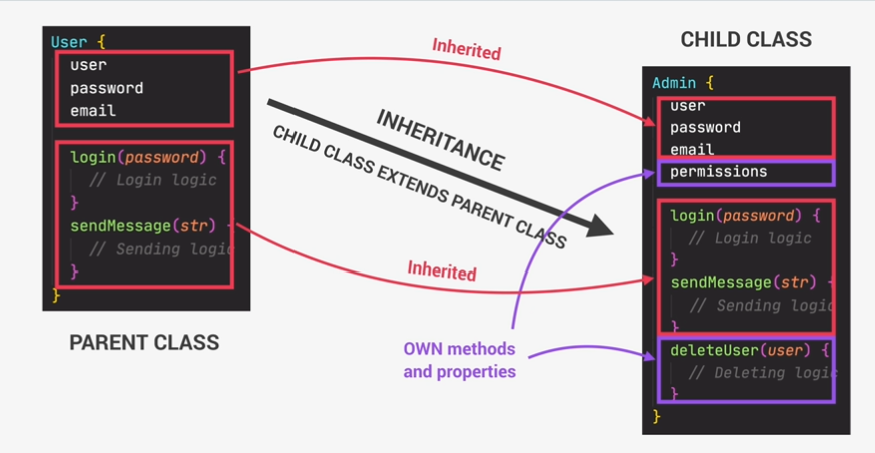 User {
user
password
email
login(password) {
// Login logic
}
sendMessage(str) {
// Sending logic
}
}
PARENT CLASS
Inherited
INHERITANCE
CHILD CLASS EXTENDS PARENT CLASS
Inherited
OWN methods
and properties
CHILD CLASS
Admin {
user
password
email
permissions
login(password) {
// Login logic
}
sendMessage(str) {
// Sending logic
}
deleteUser(user) {
// Deleting logic
}
}